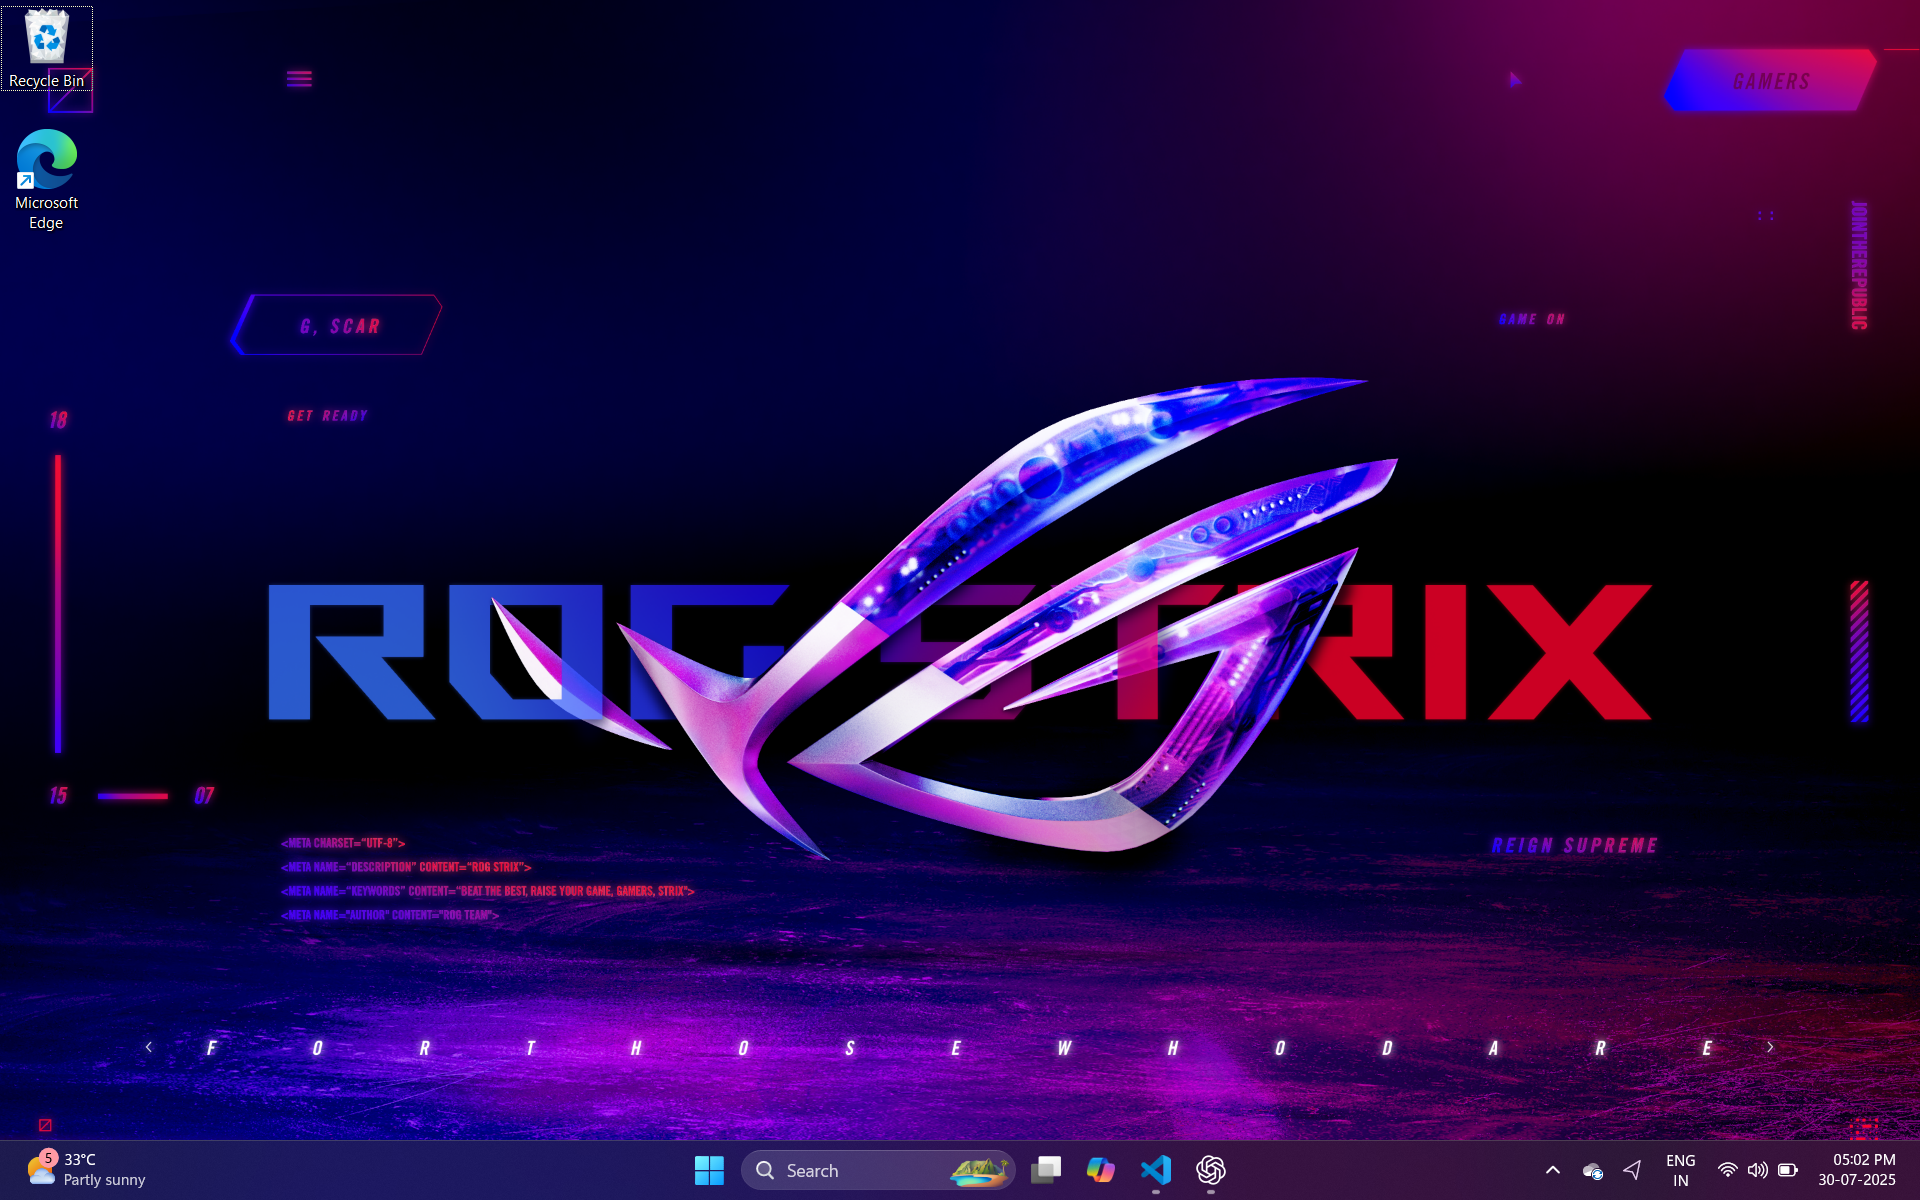 Recycle Bin
Microsoft
Edge
GAMERS
JOINTHEREPUBLIC
G, SCAR
GAME ON
GET READY
18
ROG STRIX
15
07
<META CHARSET="UTF-8">
<META NAME="DESCRIPTION" CONTENT="ROG STRIX">
<META NAME="KEYWORDS" CONTENT="BEAT THE BEST, RAISE YOUR GAME, GAMERS, STRIX">
<META NAME="AUTHOR" CONTENT="ROG TEAM">
REIGN SUPREME
F O R T H O S E W H O D A R E
5
33°C
Partly sunny
Search
ENG
IN
05:02 PM
30-07-2025